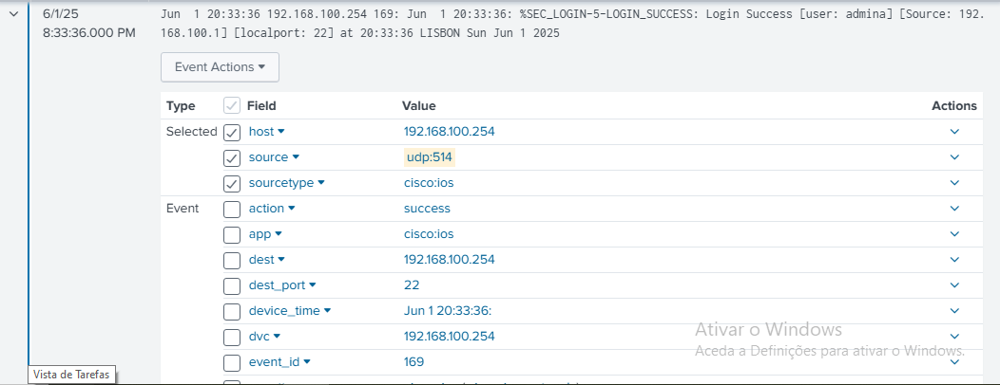 6/1/25
8:33:36.000 PM
Jun 1 20:33:36 192.168.100.254 169: Jun 1 20:33:36: %SEC_LOGIN-5-LOGIN_SUCCESS: Login Success [user: admina] [Source: 192.
168.100.1] [localport: 22] at 20:33:36 LISBON Sun Jun 1 2025
Event Actions
Type Field Value Actions
Selected host 192.168.100.254
source udp:514
sourcetype cisco:ios
Event action success
app cisco:ios
dest 192.168.100.254
dest_port 22
device_time Jun 1 20:33:36:
dvc 192.168.100.254
Ativar o Windows
Aceda a Definições para ativar o Windows.
event_id 169
Vista de Tarefas